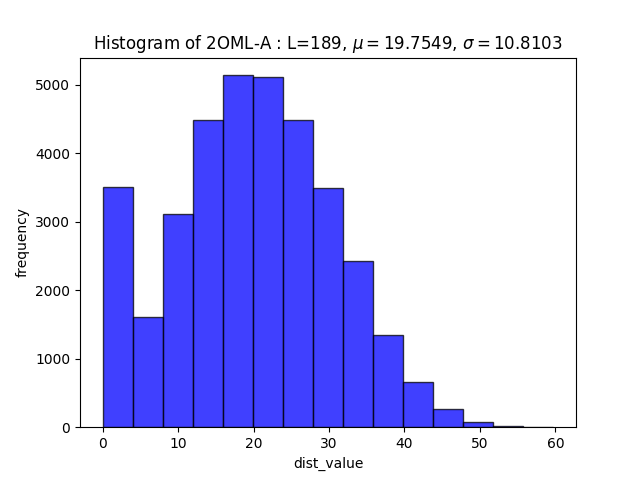 Histogram of 2OML-A : L=189, μ = 19.7549, σ = 10.8103
5000
4000
3000
2000
1000
0
frequency
0 10 20 30 40 50 60
dist_value